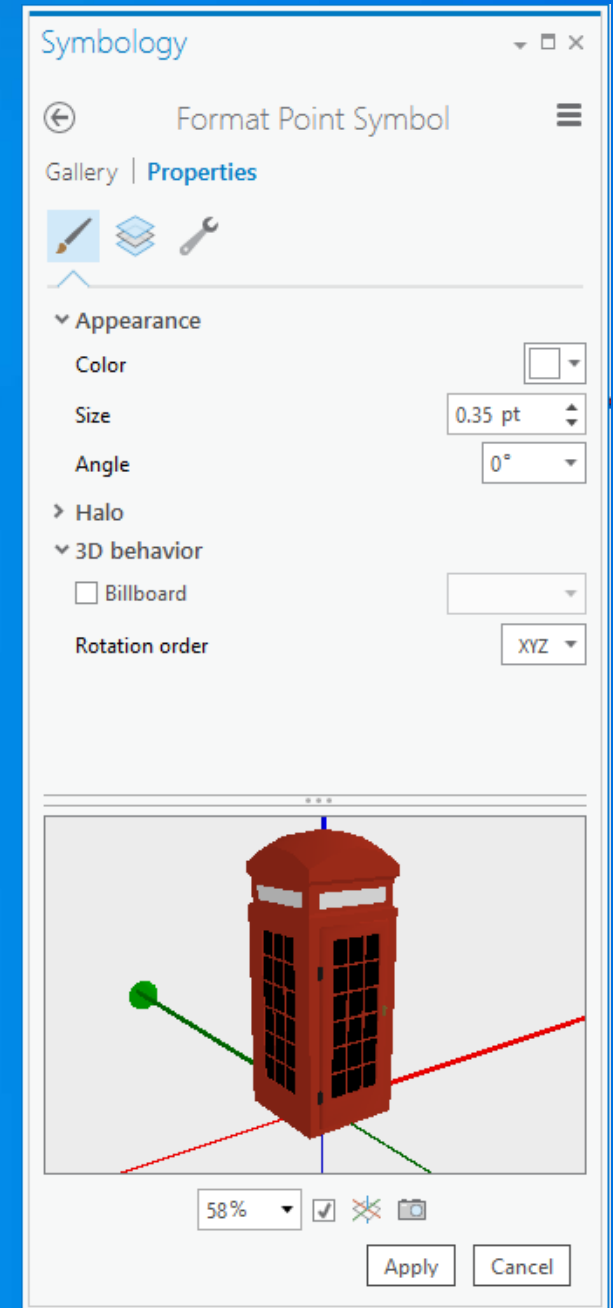 Symbology
Format Point Symbol
Gallery | Properties
Appearance
Color
Size 0.35 pt
Angle 0°
Halo
3D behavior
Billboard
Rotation order XYZ
58%
Apply Cancel